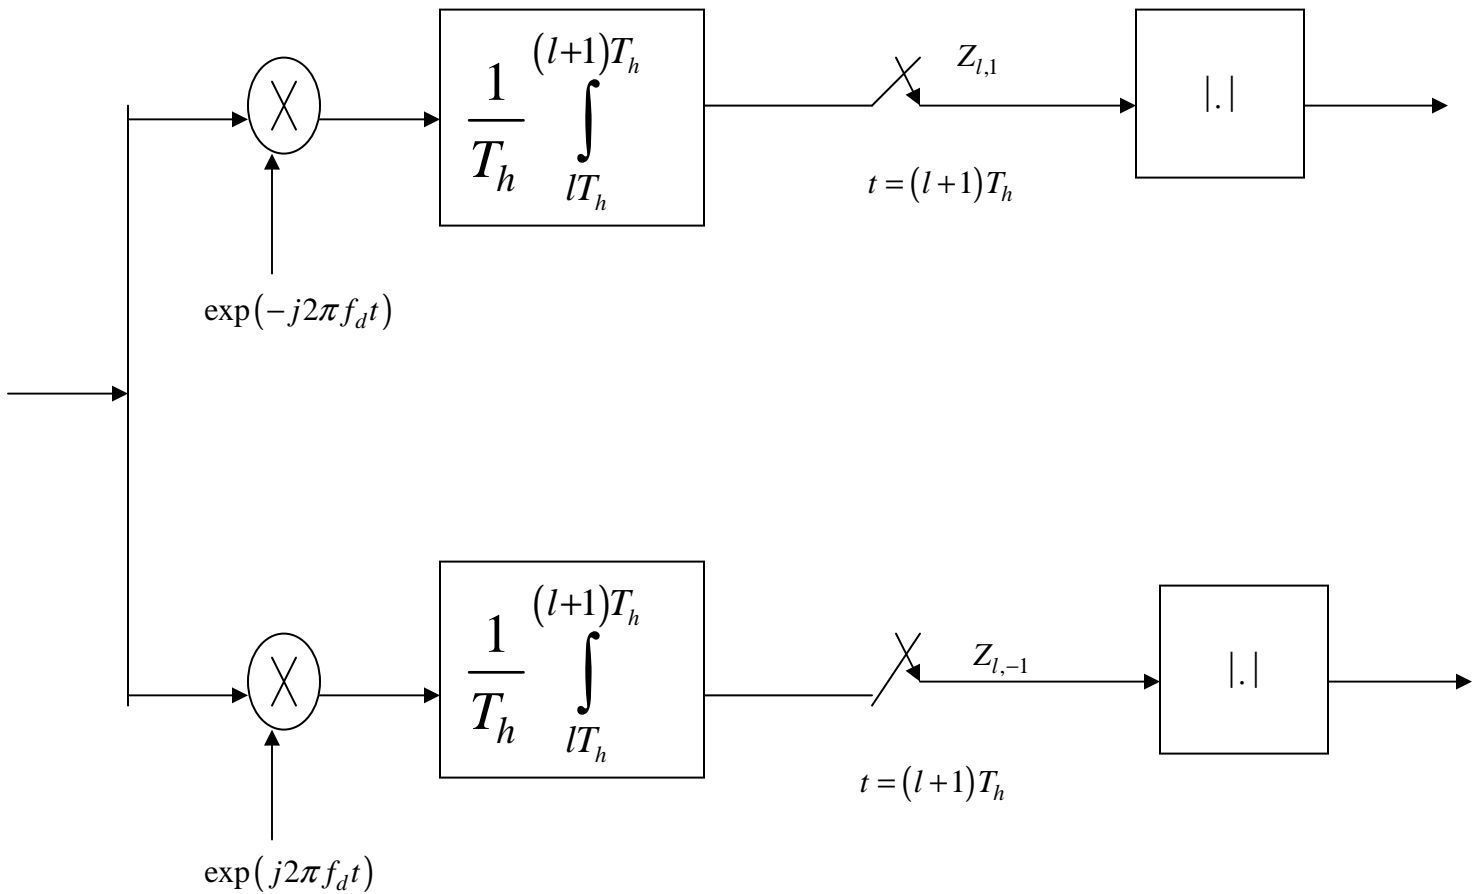 (l+1)T_h
1
T_h
∫
lT_h
Z_{l,1}
|.|
t = (l+1)T_h
exp(−j2πf_d t)
(l+1)T_h
1
T_h
∫
lT_h
Z_{l,−1}
|.|
t = (l+1)T_h
exp(j2πf_d t)